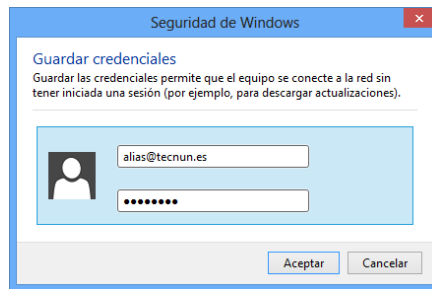 Seguridad de Windows
Guardar credenciales
Guardar las credenciales permite que el equipo se conecte a la red sin
tener iniciada una sesión (por ejemplo, para descargar actualizaciones).
alias@tecnun.es
●●●●●●●●
Aceptar Cancelar